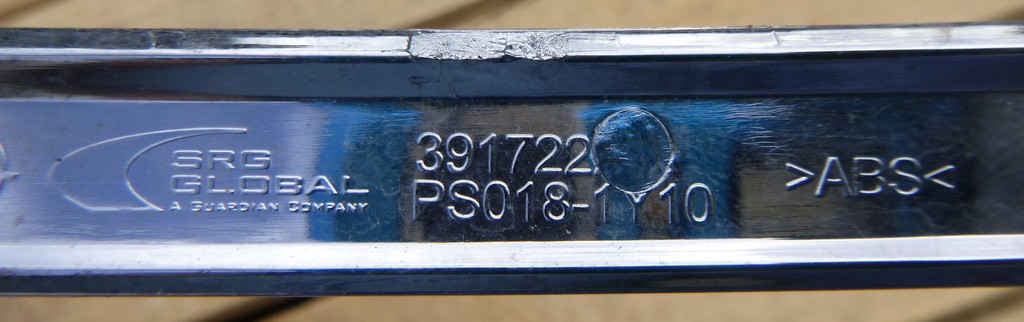 SRG
GLOBAL
A GUARDIAN COMPANY
391722
PS018-1Y10
>ABS<